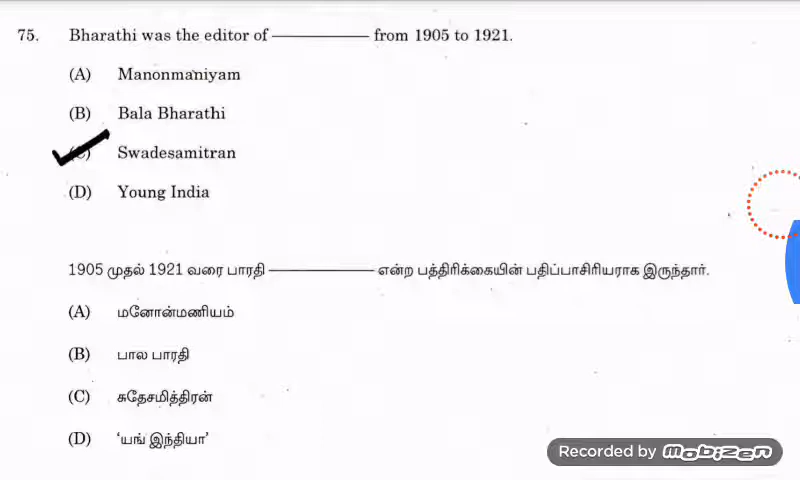 75. Bharathi was the editor of ————— from 1905 to 1921.
(A) Manonmaniyam
(B) Bala Bharathi
(C) Swadesamitran
(D) Young India
1905 முதல் 1921 வரை பாரதி ————— என்ற பத்திரிக்கையின் பதிப்பாசிரியராக இருந்தார்.
(A) மனோன்மணியம்
(B) பால பாரதி
(C) சுதேசமித்திரன்
(D) ‘யங் இந்தியா’
Recorded by Mobizen